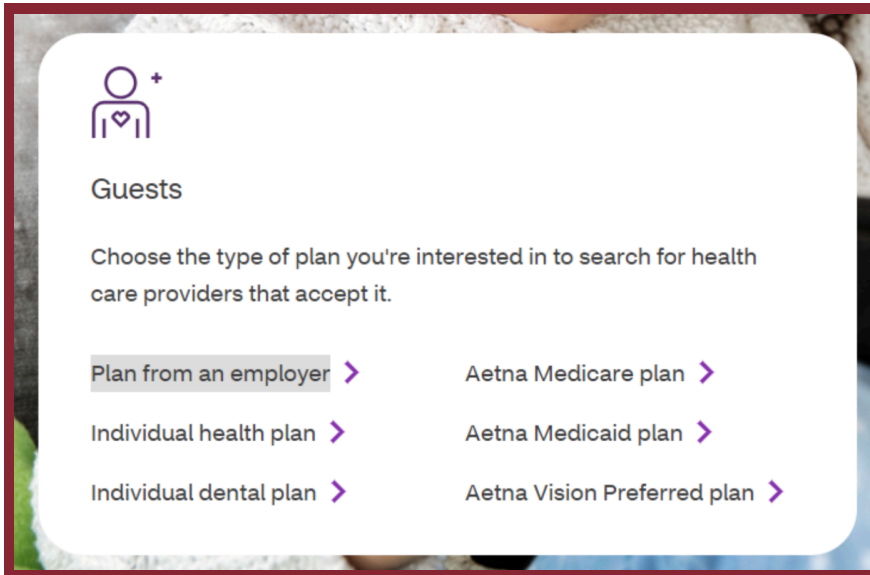 Guests
Choose the type of plan you're interested in to search for health
care providers that accept it.
Plan from an employer
Aetna Medicare plan
Individual health plan
Aetna Medicaid plan
Individual dental plan
Aetna Vision Preferred plan